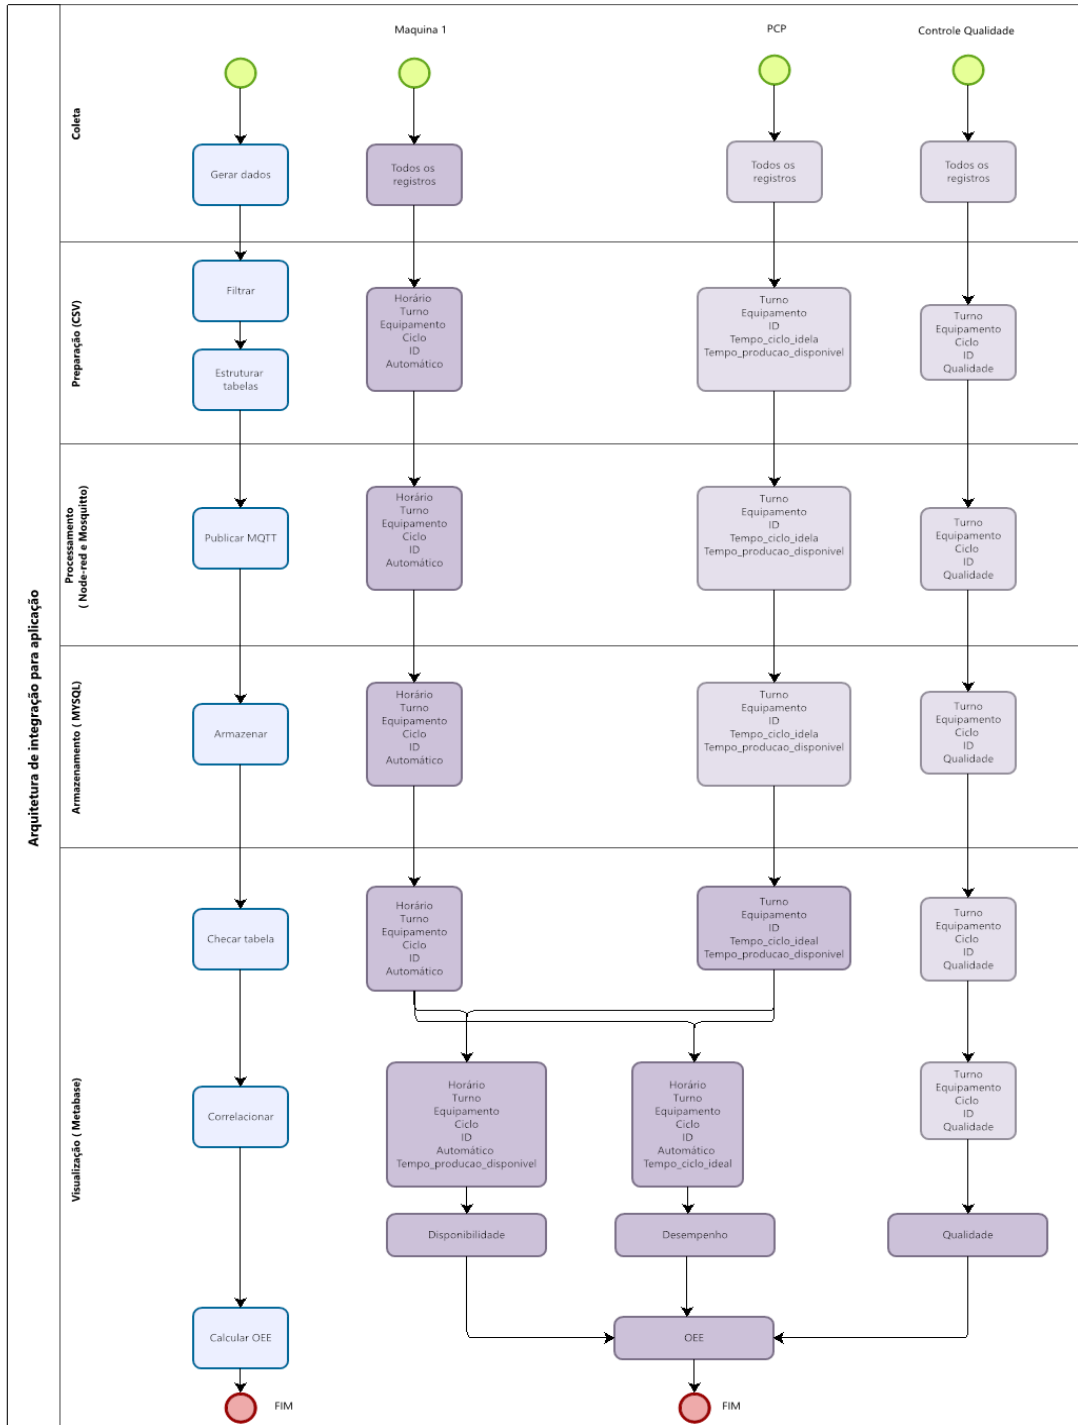 Arquitetura de integração para aplicação
Coleta
Maquina 1
PCP
Controle Qualidade
Gerar dados
Todos os
registros
Todos os
registros
Todos os
registros
Preparação (CSV)
Filtrar
Estruturar
tabelas
Horário
Turno
Equipamento
Ciclo
ID
Automático
Turno
Equipamento
ID
Tempo_ciclo_idela
Tempo_producao_disponivel
Turno
Equipamento
Ciclo
ID
Qualidade
Processamento
( Node-red e Mosquitto)
Publicar MQTT
Horário
Turno
Equipamento
Ciclo
ID
Automático
Turno
Equipamento
ID
Tempo_ciclo_idela
Tempo_producao_disponivel
Turno
Equipamento
Ciclo
ID
Qualidade
Armazenamento ( MYSQL)
Armazenar
Horário
Turno
Equipamento
Ciclo
ID
Automático
Turno
Equipamento
ID
Tempo_ciclo_idela
Tempo_producao_disponivel
Turno
Equipamento
Ciclo
ID
Qualidade
Visualização ( Metabase)
Checar tabela
Horário
Turno
Equipamento
Ciclo
ID
Automático
Turno
Equipamento
ID
Tempo_ciclo_ideal
Tempo_producao_disponivel
Turno
Equipamento
Ciclo
ID
Qualidade
Correlacionar
Horário
Turno
Equipamento
Ciclo
ID
Automático
Tempo_producao_disponivel
Horário
Turno
Equipamento
Ciclo
ID
Automático
Tempo_ciclo_ideal
Turno
Equipamento
Ciclo
ID
Qualidade
Disponibilidade
Desempenho
Qualidade
Calcular OEE
OEE
FIM
FIM